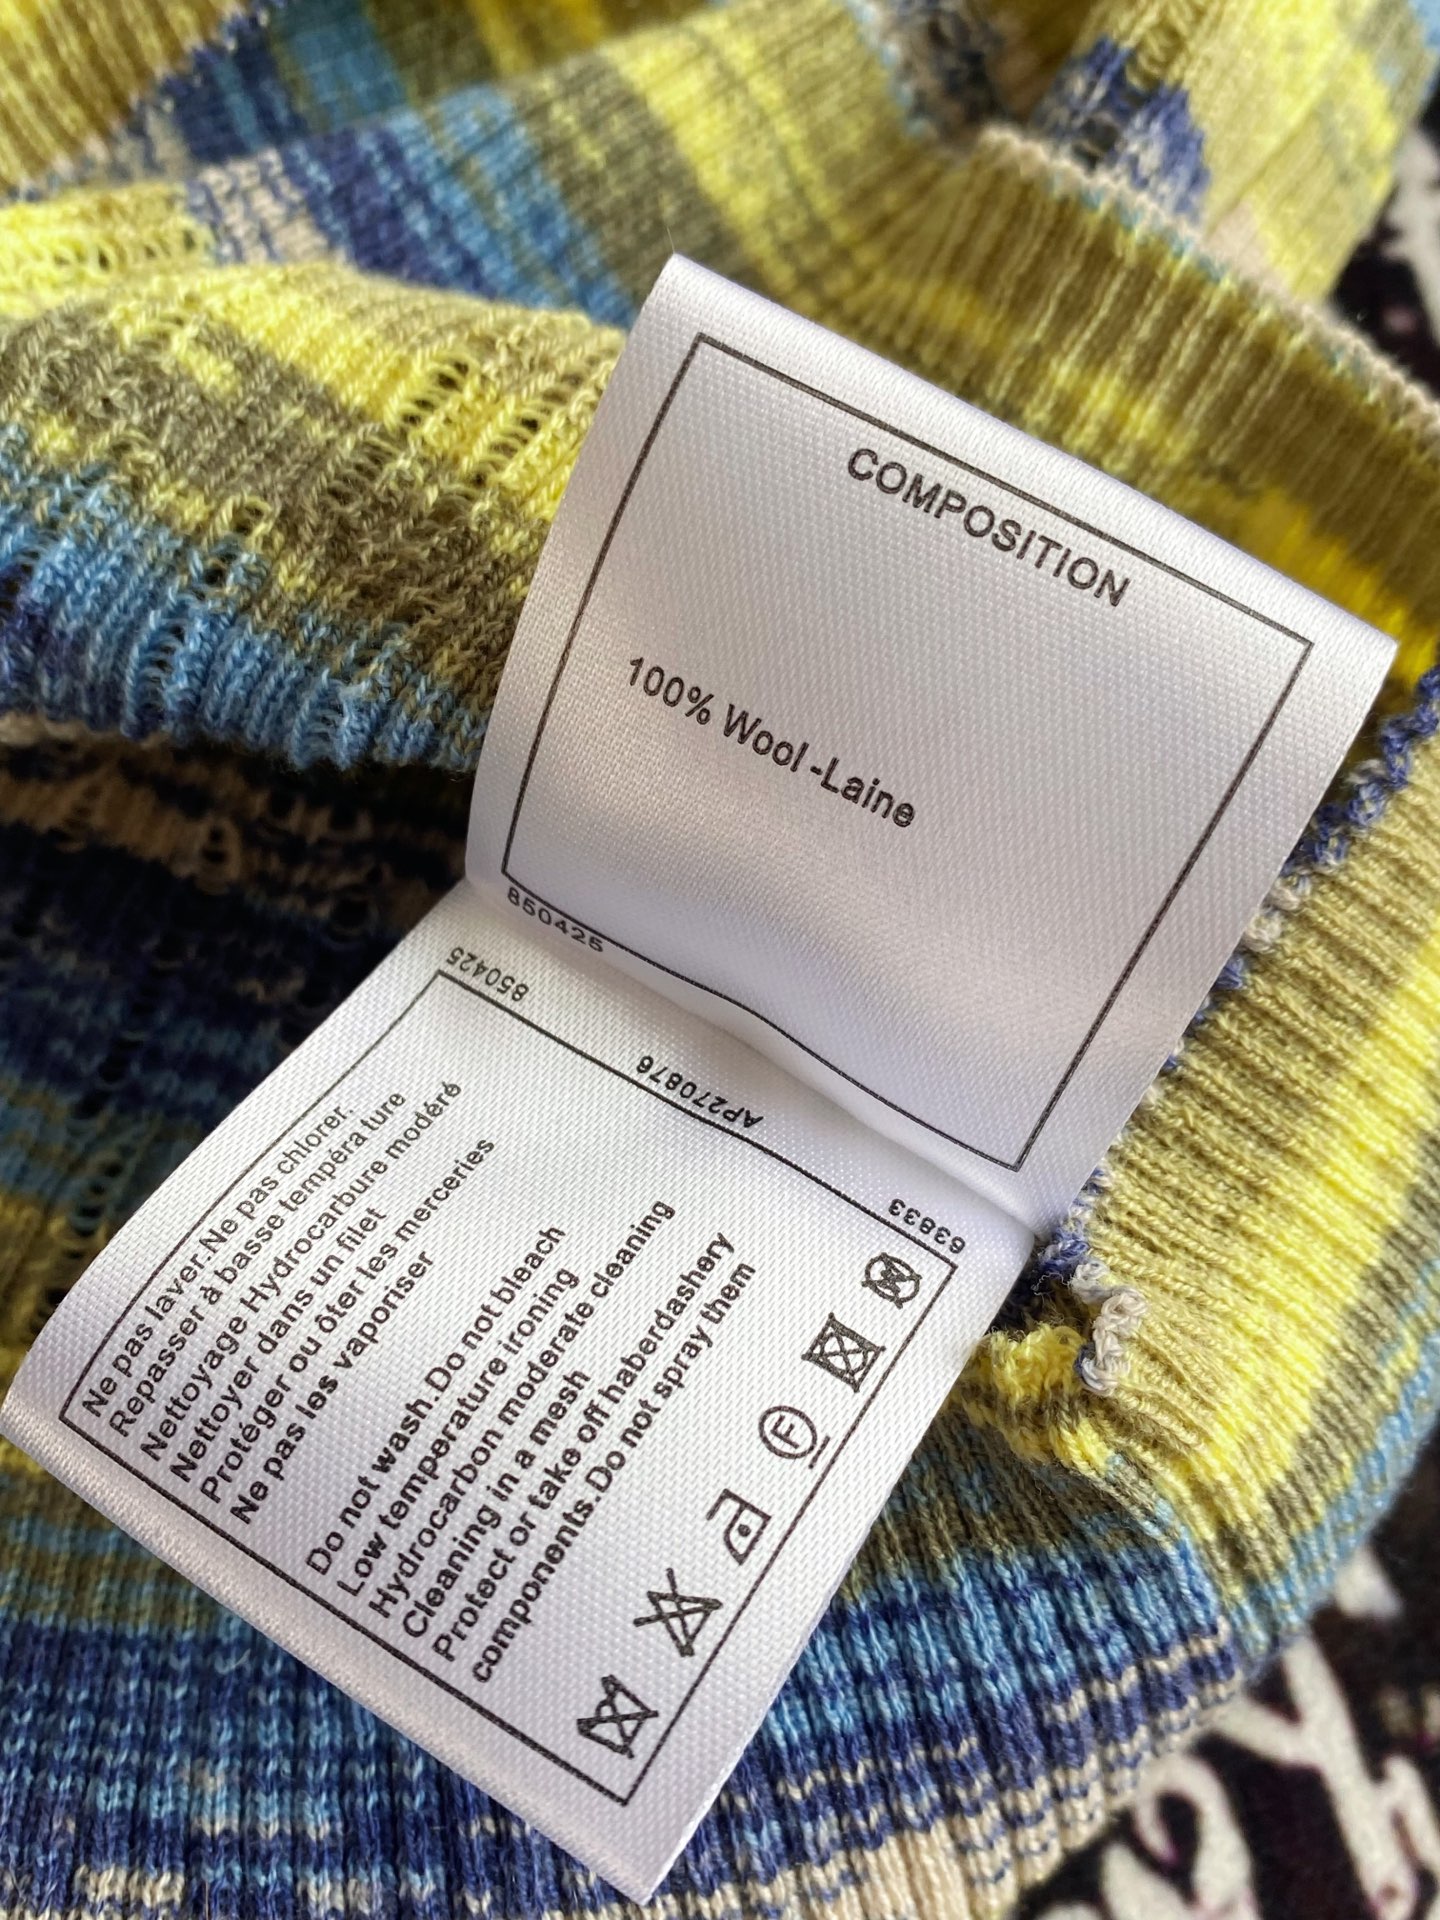 COMPOSITION
100% Wool -Laine
850425
850425
AP270876
63833
Ne pas laver.Ne pas chlorer.
Repasser à basse tempéra ture
Nettoyage Hydrocarbure modéré
Nettoyer dans un filet
Protéger ou ôter les merceries
Ne pas les vaporiser
Do not wash.Do not bleach
Low temperature ironing
Hydrocarbon moderate cleaning
Cleaning in a mesh
Protect or take off haberdashery
components.Do not spray them
F
W